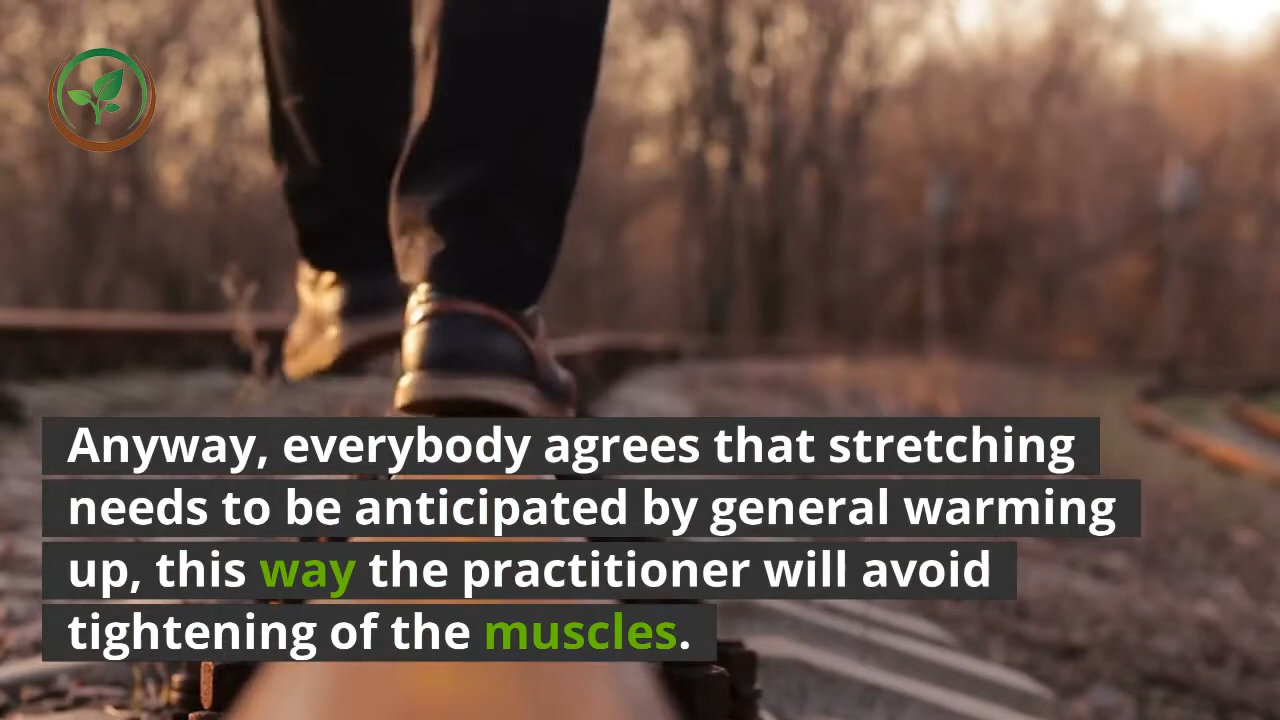 Anyway, everybody agrees that stretching
needs to be anticipated by general warming
up, this way the practitioner will avoid
tightening of the muscles.